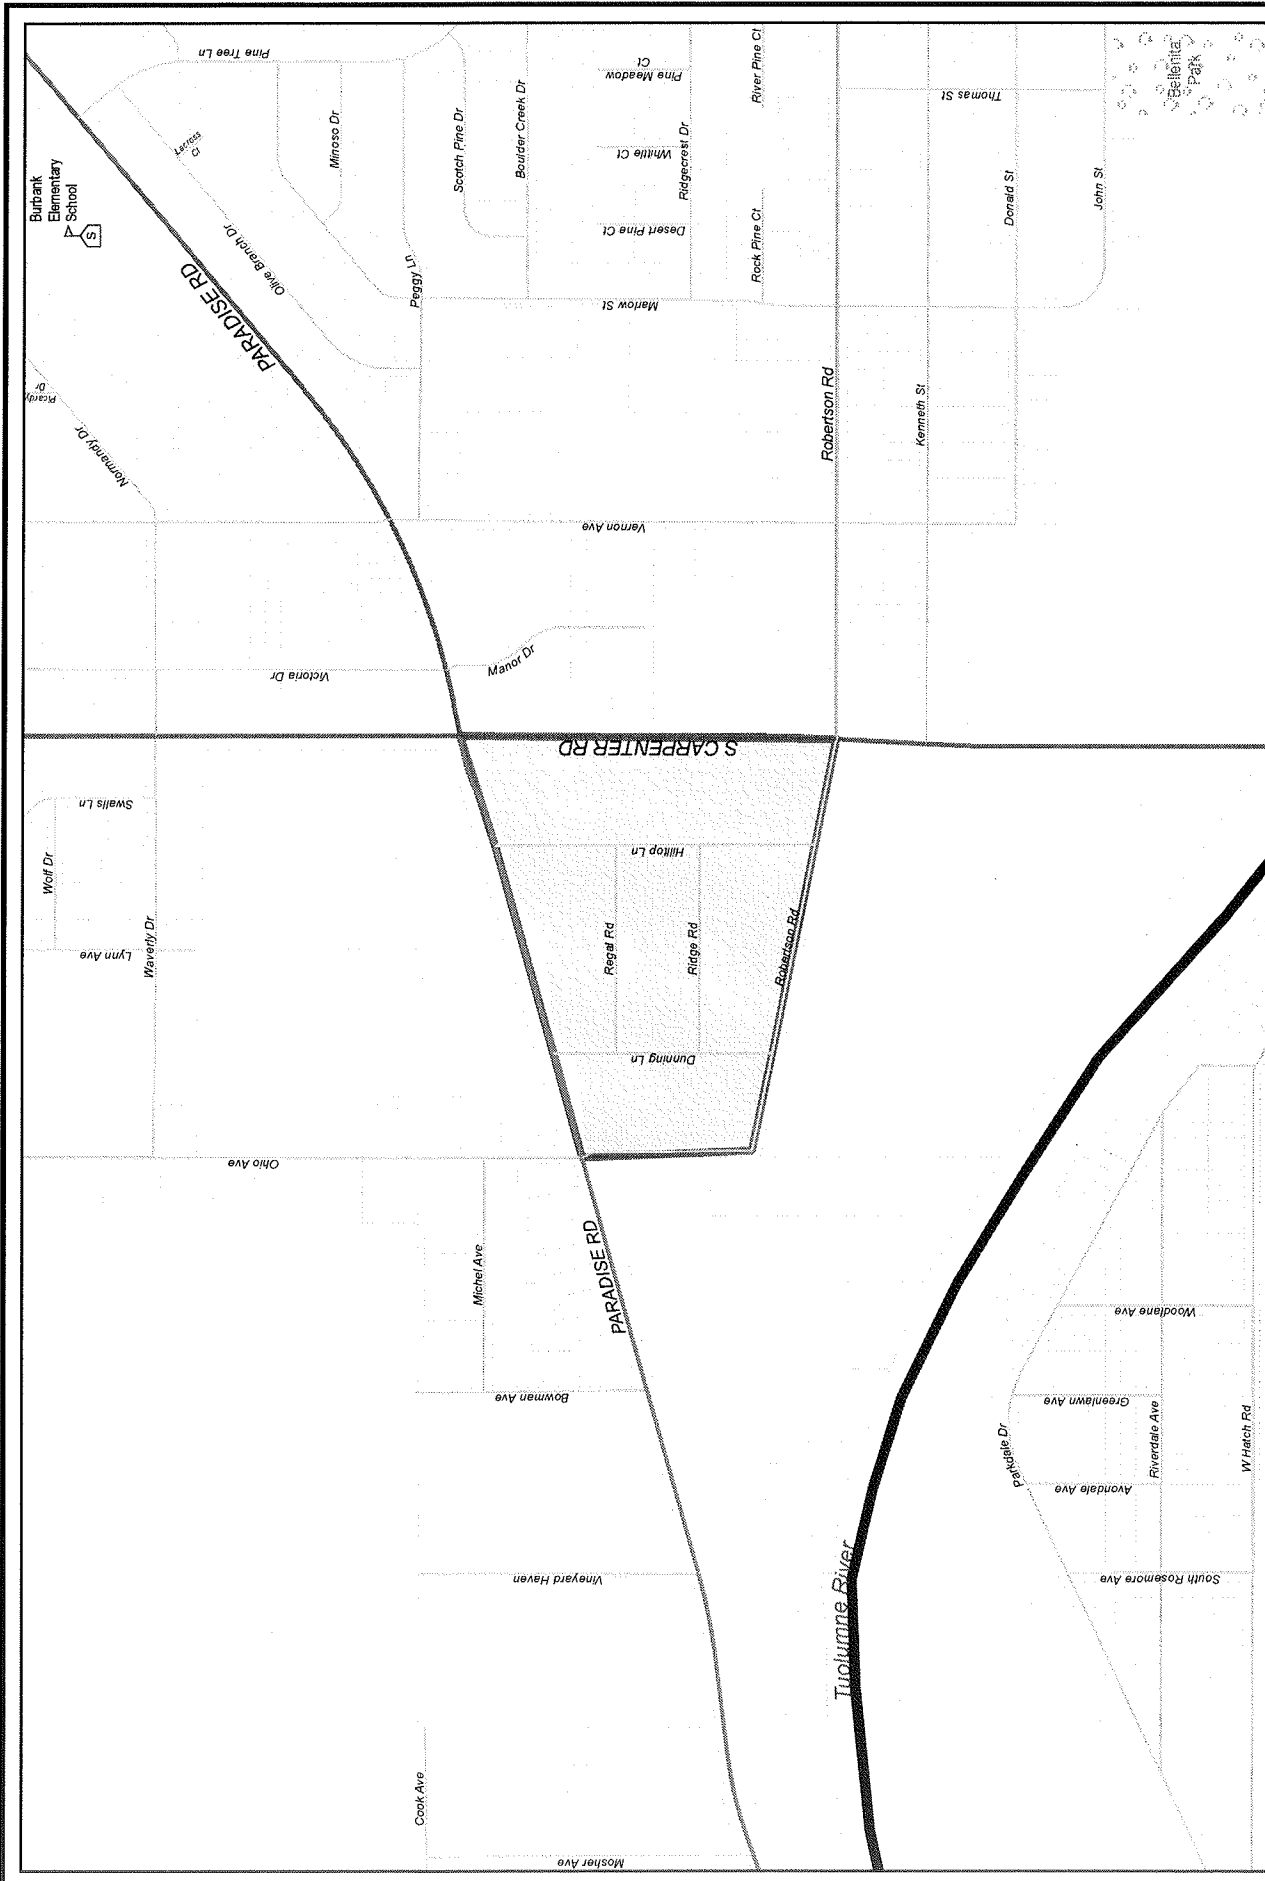 Pine Tree Ln
Burbank
Elementary
School
S
Lacross
Ct
Minoso Dr
Scotch Pine Dr
Boulder Creek Dr
Pine Meadow
Ct
Whittle Ct
Desert Pine Ct
Ridgecrest Dr
River Pine Ct
Rock Pine Ct
Thomas St
Donald St
John St
Bellenita
Park
PARADISE RD
Olive Branch Dr
Peggy Ln
Marlow St
Picardy
Dr
Normandy Dr
Robertson Rd
Kenneth St
Vernon Ave
Victoria Dr
Manor Dr
S CARPENTER RD
Swalls Ln
Wolf Dr
Lynn Ave
Waverly Dr
Hilltop Ln
Regal Rd
Ridge Rd
Robertson Rd
Dunning Ln
Ohio Ave
Michel Ave
PARADISE RD
Bowman Ave
Vineyard Haven
Cook Ave
Mosher Ave
Tuolumne River
Parkdale Dr
Woodlane Ave
Greenlawn Ave
Avondale Ave
Riverdale Ave
W Hatch Rd
South Rosemore Ave